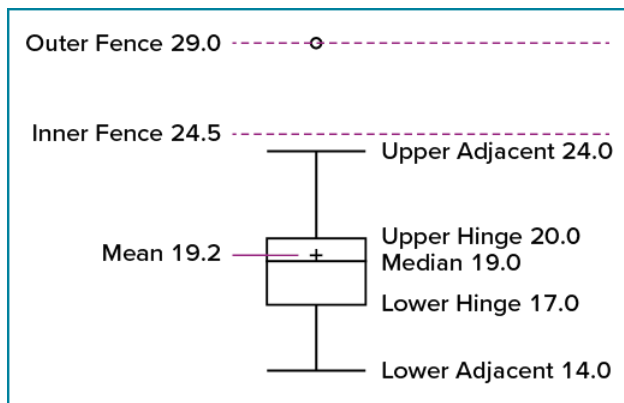 Outer Fence 29.0
Inner Fence 24.5
Upper Adjacent 24.0
Upper Hinge 20.0
Mean 19.2
Median 19.0
Lower Hinge 17.0
Lower Adjacent 14.0